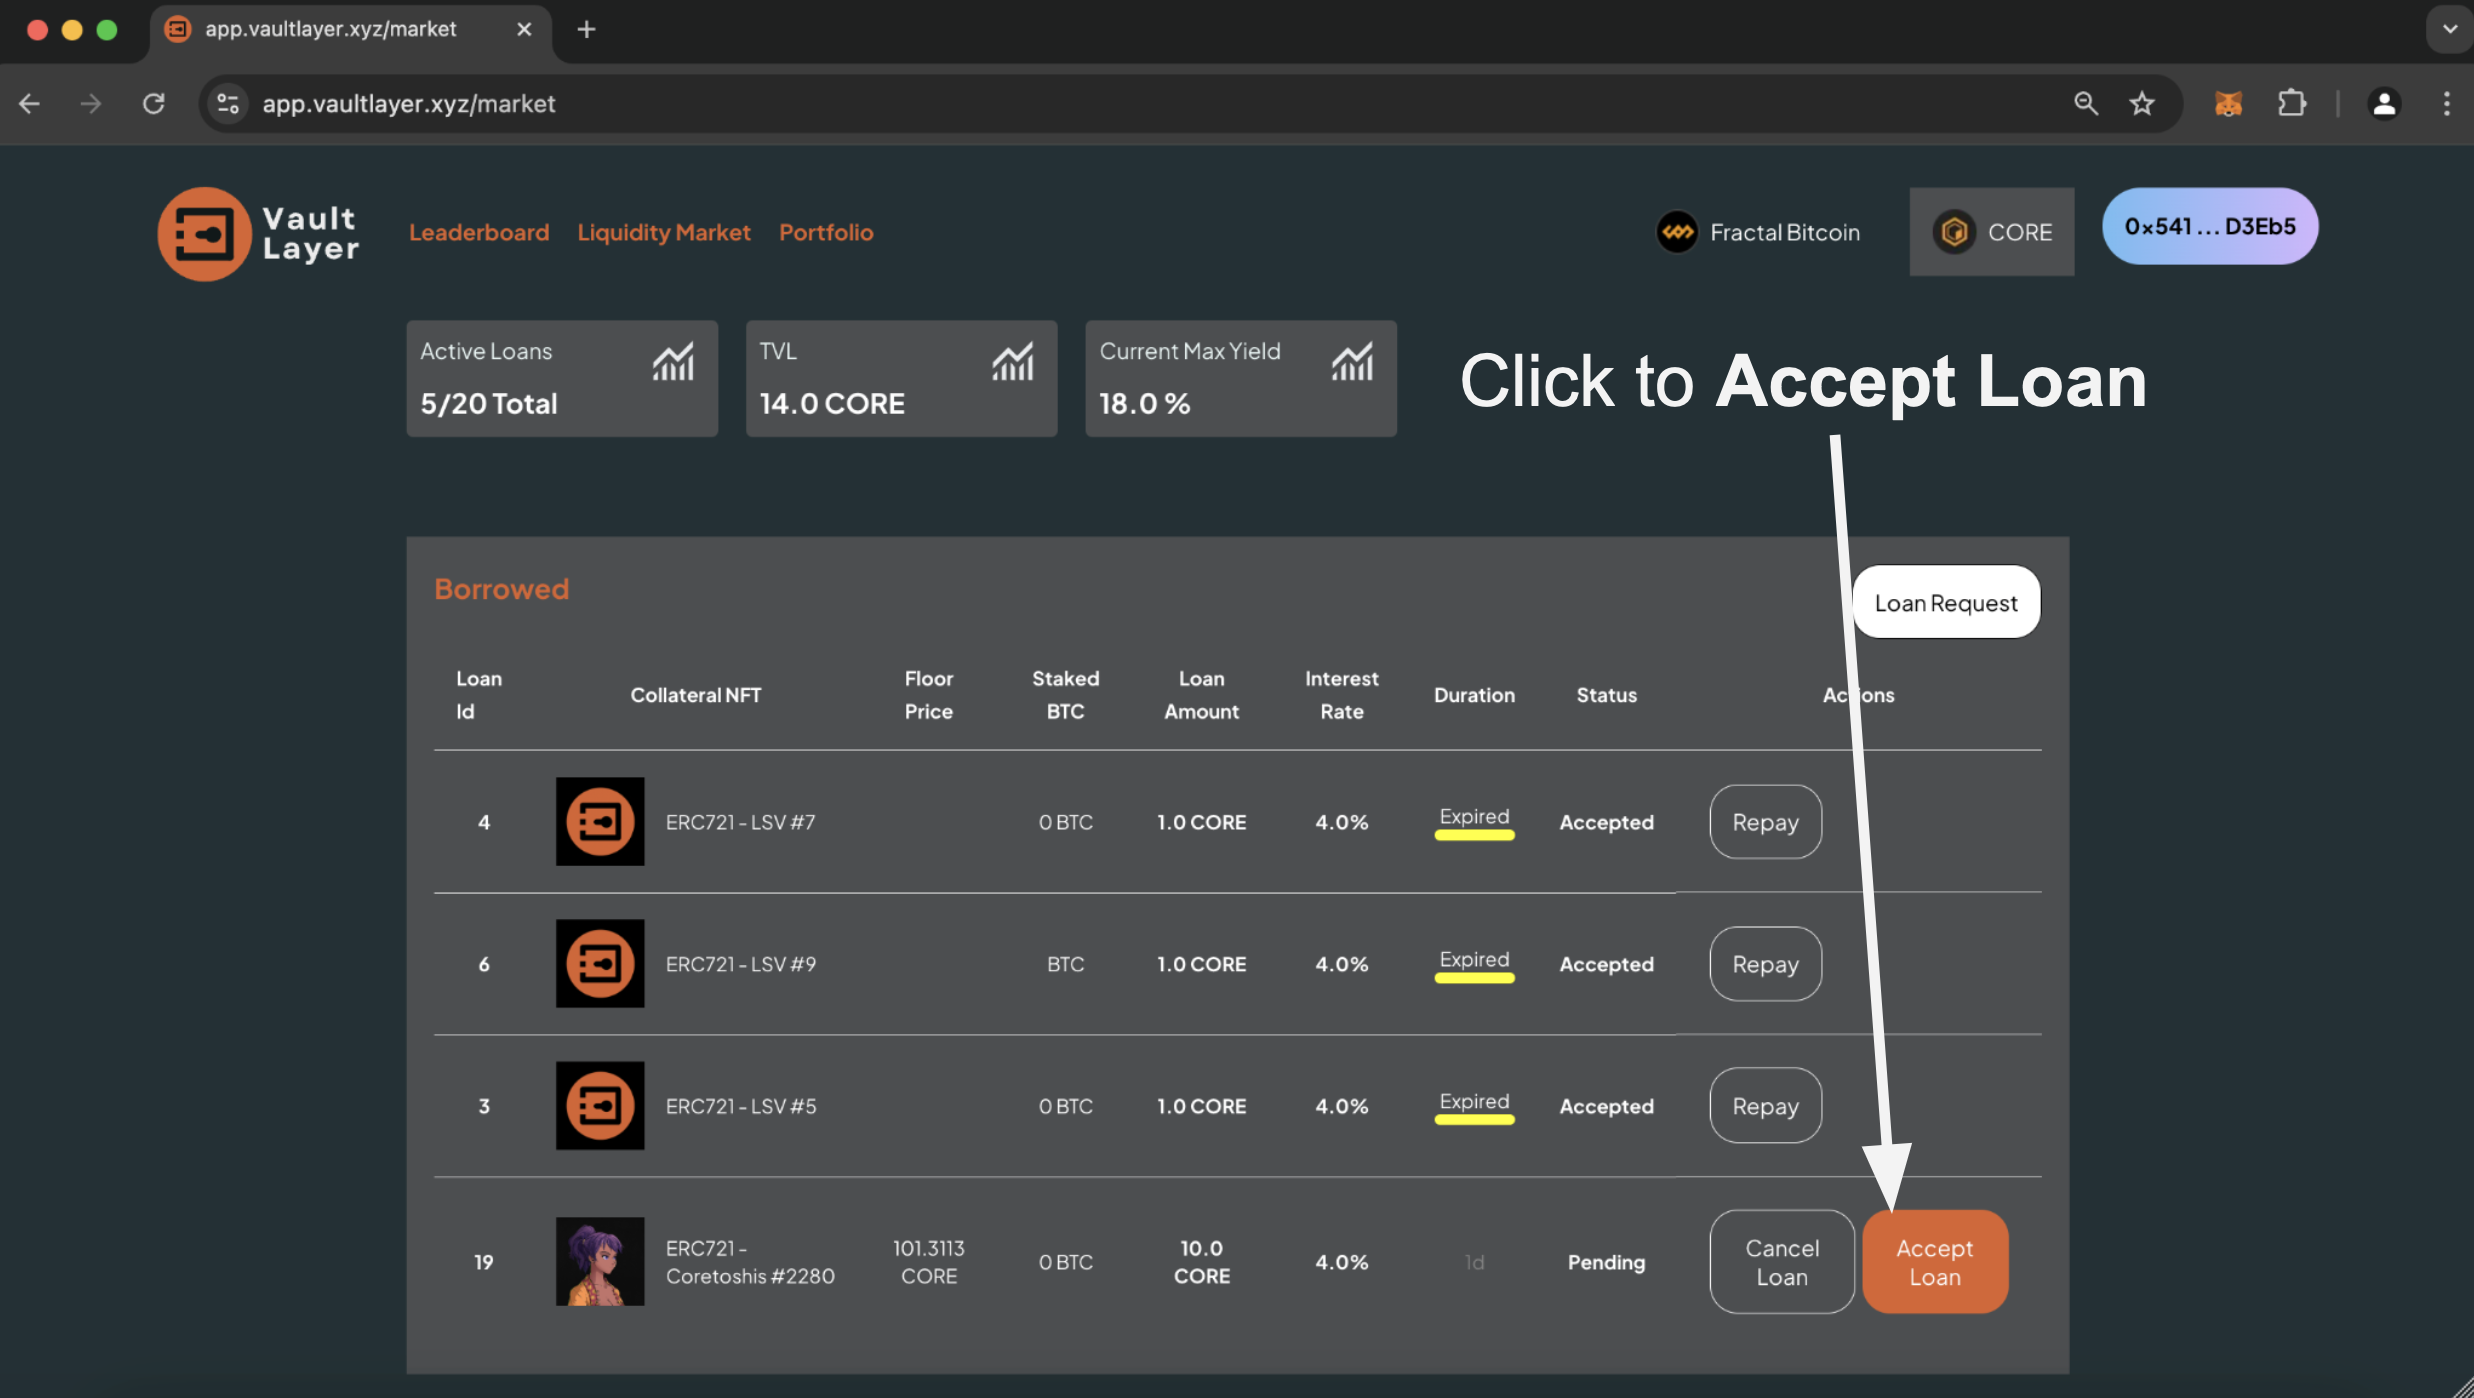 app.vaultlayer.xyz/market
app.vaultlayer.xyz/market
Vault
Layer
Leaderboard Liquidity Market Portfolio
Fractal Bitcoin CORE 0x541 ... D3Eb5
Active Loans
5/20 Total
TVL
14.0 CORE
Current Max Yield
18.0 %
Click to Accept Loan
Borrowed
Loan Request
Loan
Id
Collateral NFT
Floor
Price
Staked
BTC
Loan
Amount
Interest
Rate
Duration
Status
Actions
4 ERC721 - LSV #7 0 BTC 1.0 CORE 4.0% Expired Accepted Repay
6 ERC721 - LSV #9 BTC 1.0 CORE 4.0% Expired Accepted Repay
3 ERC721 - LSV #5 0 BTC 1.0 CORE 4.0% Expired Accepted Repay
19
ERC721 -
Coretoshis #2280
101.3113
CORE
0 BTC
10.0
CORE
4.0%
1d
Pending
Cancel
Loan
Accept
Loan